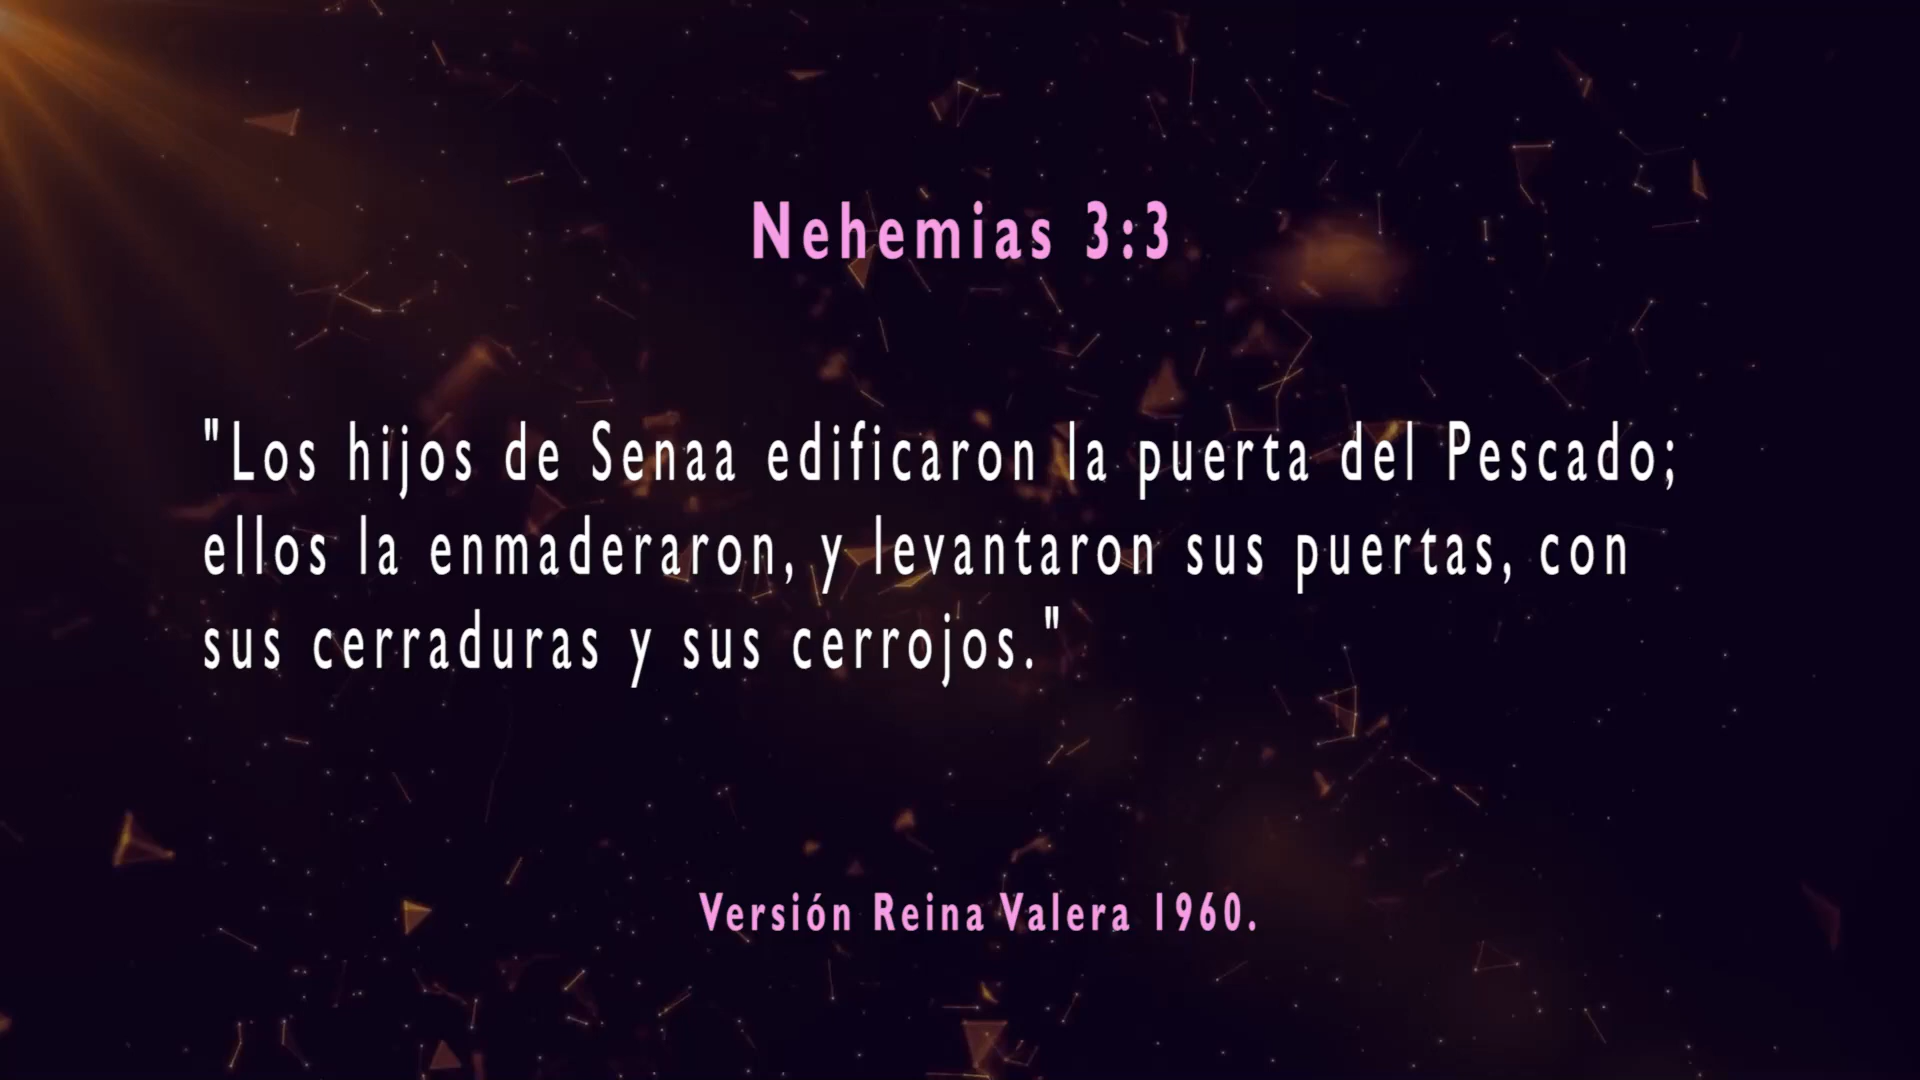 Nehemias 3:3
"Los hijos de Senaa edificaron la puerta del Pescado;
ellos la enmaderaron, y levantaron sus puertas, con
sus cerraduras y sus cerrojos."
Versión Reina Valera 1960.